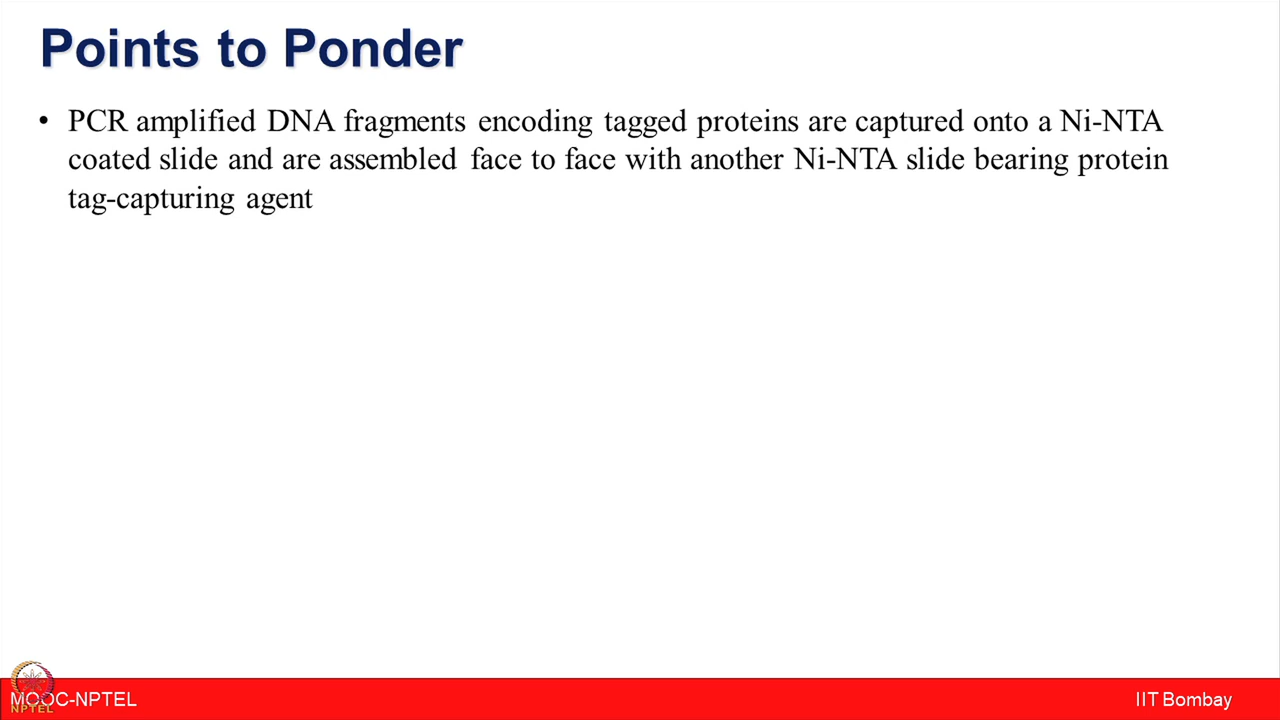 Points to Ponder
• PCR amplified DNA fragments encoding tagged proteins are captured onto a Ni-NTA
coated slide and are assembled face to face with another Ni-NTA slide bearing protein
tag-capturing agent
MOOC-NPTEL
NPTEL
IIT Bombay